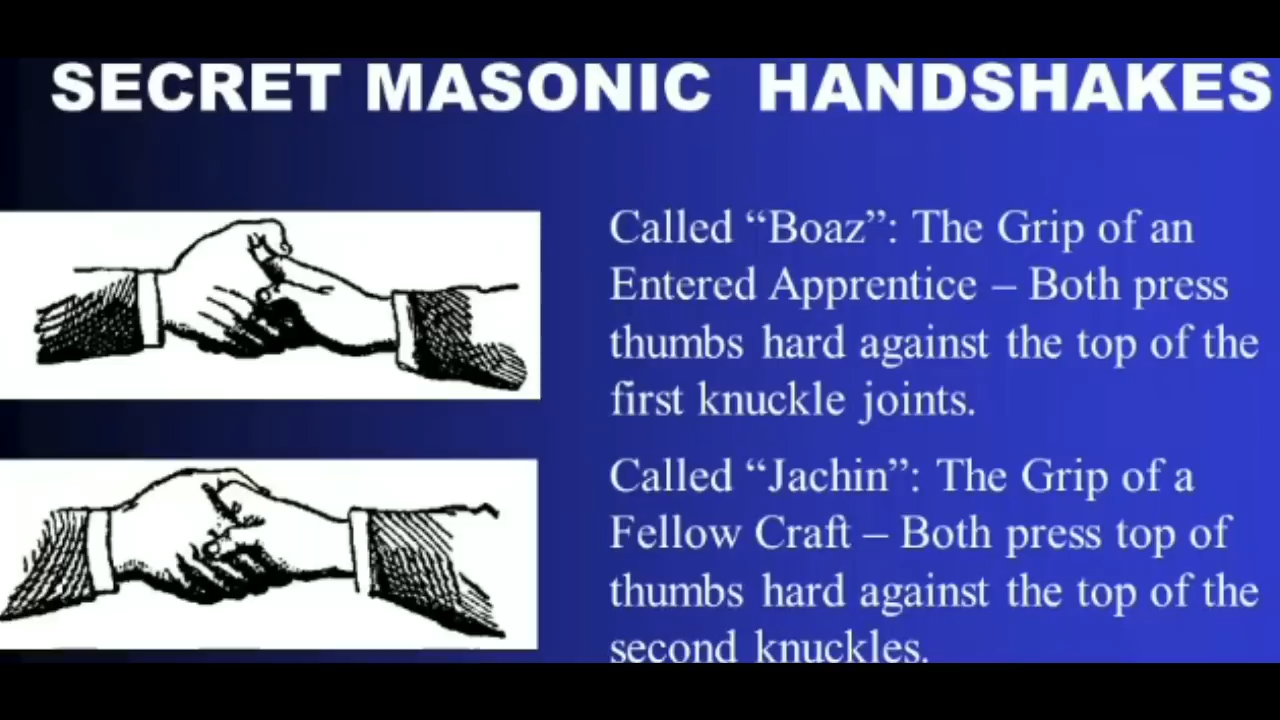 SECRET MASONIC HANDSHAKES
Called “Boaz”: The Grip of an
Entered Apprentice – Both press
thumbs hard against the top of the
first knuckle joints.
Called “Jachin”: The Grip of a
Fellow Craft – Both press top of
thumbs hard against the top of the
second knuckles.